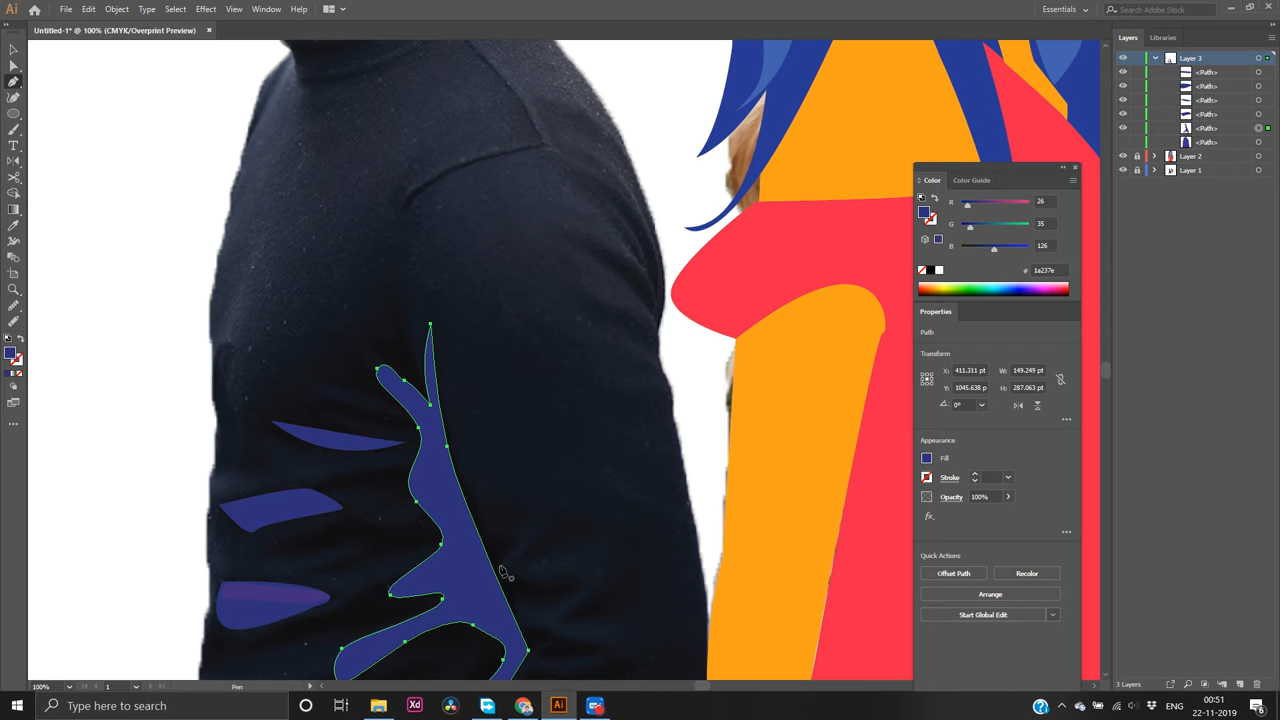 Ai
File Edit Object Type Select Effect View Window Help
Essentials
Search Adobe Stock
Untitled-1* @ 100% (CMYK/Overprint Preview) ×
Layers Libraries
Layer 3
<Path>
<Path>
<Path>
<Path>
<Path>
<Path>
Layer 2
Layer 1
Color Color Guide
R 26
G 35
B 126
# 1a237e
Properties
Path
Transform
X: 411.311 pt W: 149.249 pt
Y: 1045.638 p H: 287.063 pt
0°
Appearance
Fill
Stroke
Opacity 100%
fx.
Quick Actions
Offset Path Recolor
Arrange
Start Global Edit
100% 1 Pen
3 Layers
Type here to search
Xd
Ai
ENG
00:51
22-11-2019